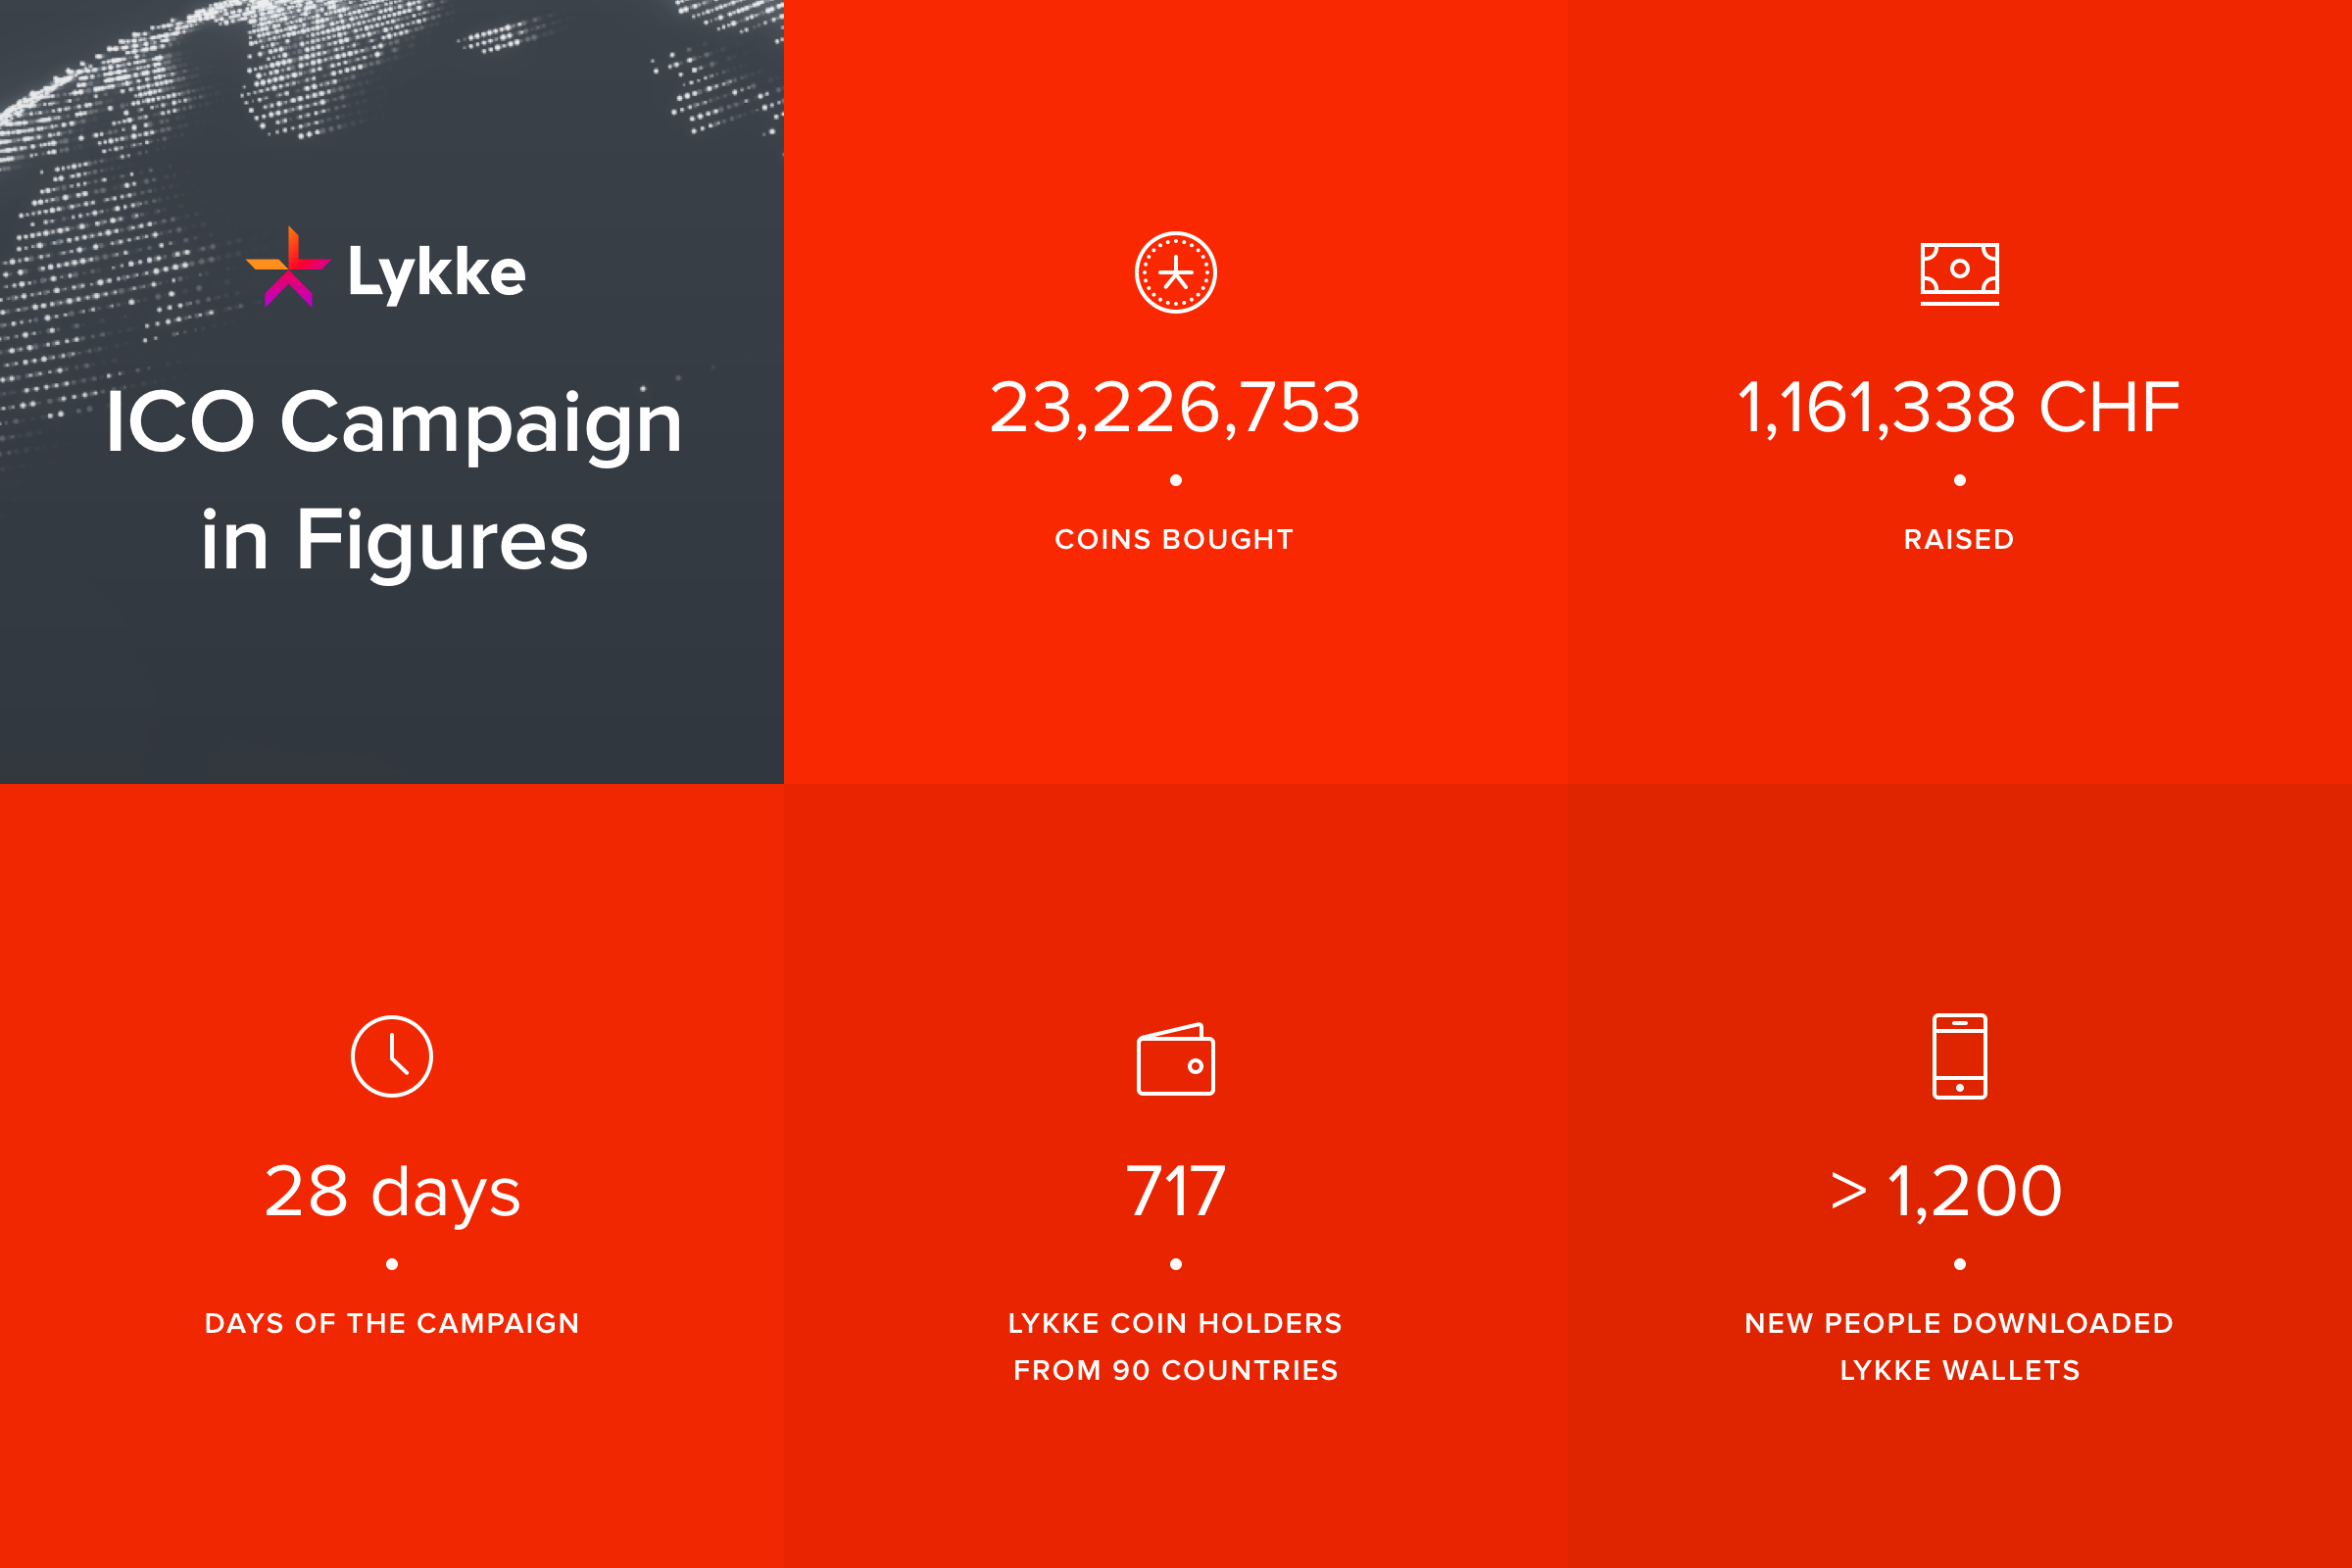 Lykke
ICO Campaign
in Figures
23,226,753
COINS BOUGHT
1,161,338 CHF
RAISED
28 days
DAYS OF THE CAMPAIGN
717
LYKKE COIN HOLDERS
FROM 90 COUNTRIES
> 1,200
NEW PEOPLE DOWNLOADED
LYKKE WALLETS